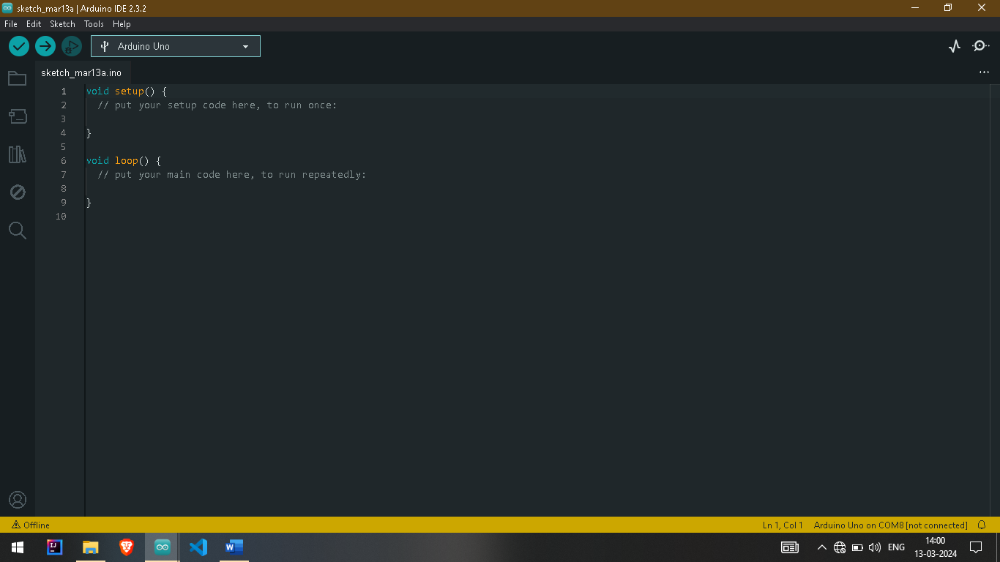 sketch_mar13a | Arduino IDE 2.3.2
File Edit Sketch Tools Help
Arduino Uno
sketch_mar13a.ino
1 void setup() {
2 // put your setup code here, to run once:
3
4 }
5
6 void loop() {
7 // put your main code here, to run repeatedly:
8
9 }
10
Offline Ln 1, Col 1 Arduino Uno on COM8 [not connected]
ENG 14:00
13-03-2024